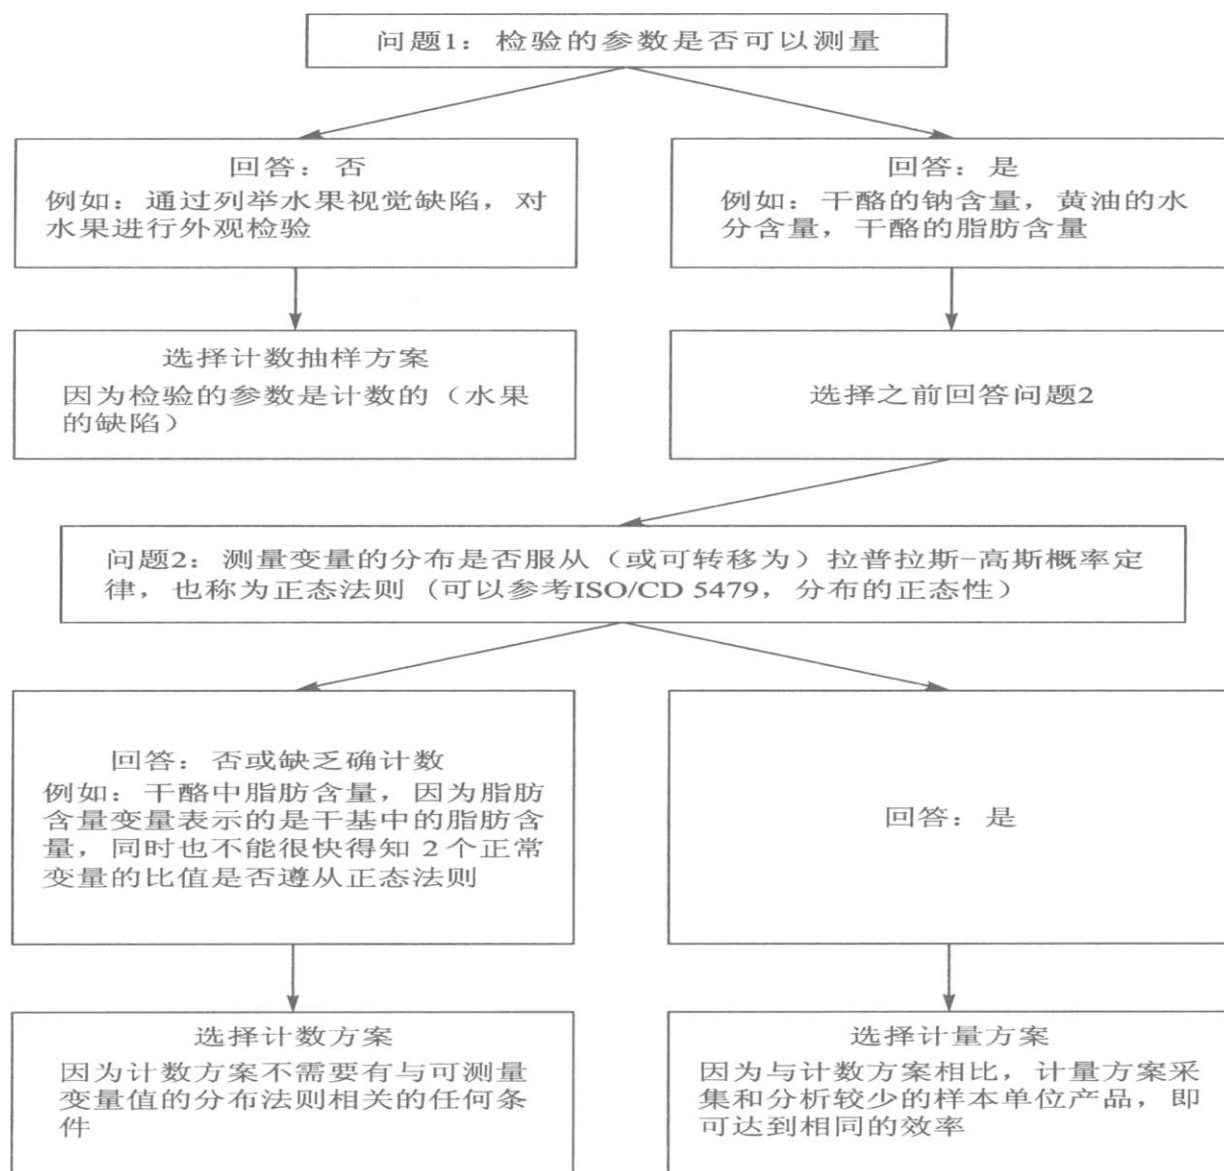 问题1：检验的参数是否可以测量
回答：否
例如：通过列举水果视觉缺陷，对
水果进行外观检验
回答：是
例如：干酪的钠含量，黄油的水
分含量，干酪的脂肪含量
选择计数抽样方案
因为检验的参数是计数的（水果
的缺陷）
选择之前回答问题2
问题2：测量变量的分布是否服从（或可转移为）拉普拉斯-高斯概率定
律，也称为正态法则（可以参考ISO/CD 5479，分布的正态性）
回答：否或缺乏确计数
例如：干酪中脂肪含量，因为脂肪
含量变量表示的是干基中的脂肪含
量，同时也不能很快得知 2 个正常
变量的比值是否遵从正态法则
回答：是
选择计数方案
因为计数方案不需要有与可测量
变量值的分布法则相关的任何条
件
选择计量方案
因为与计数方案相比，计量方案采
集和分析较少的样本单位产品，即
可达到相同的效率